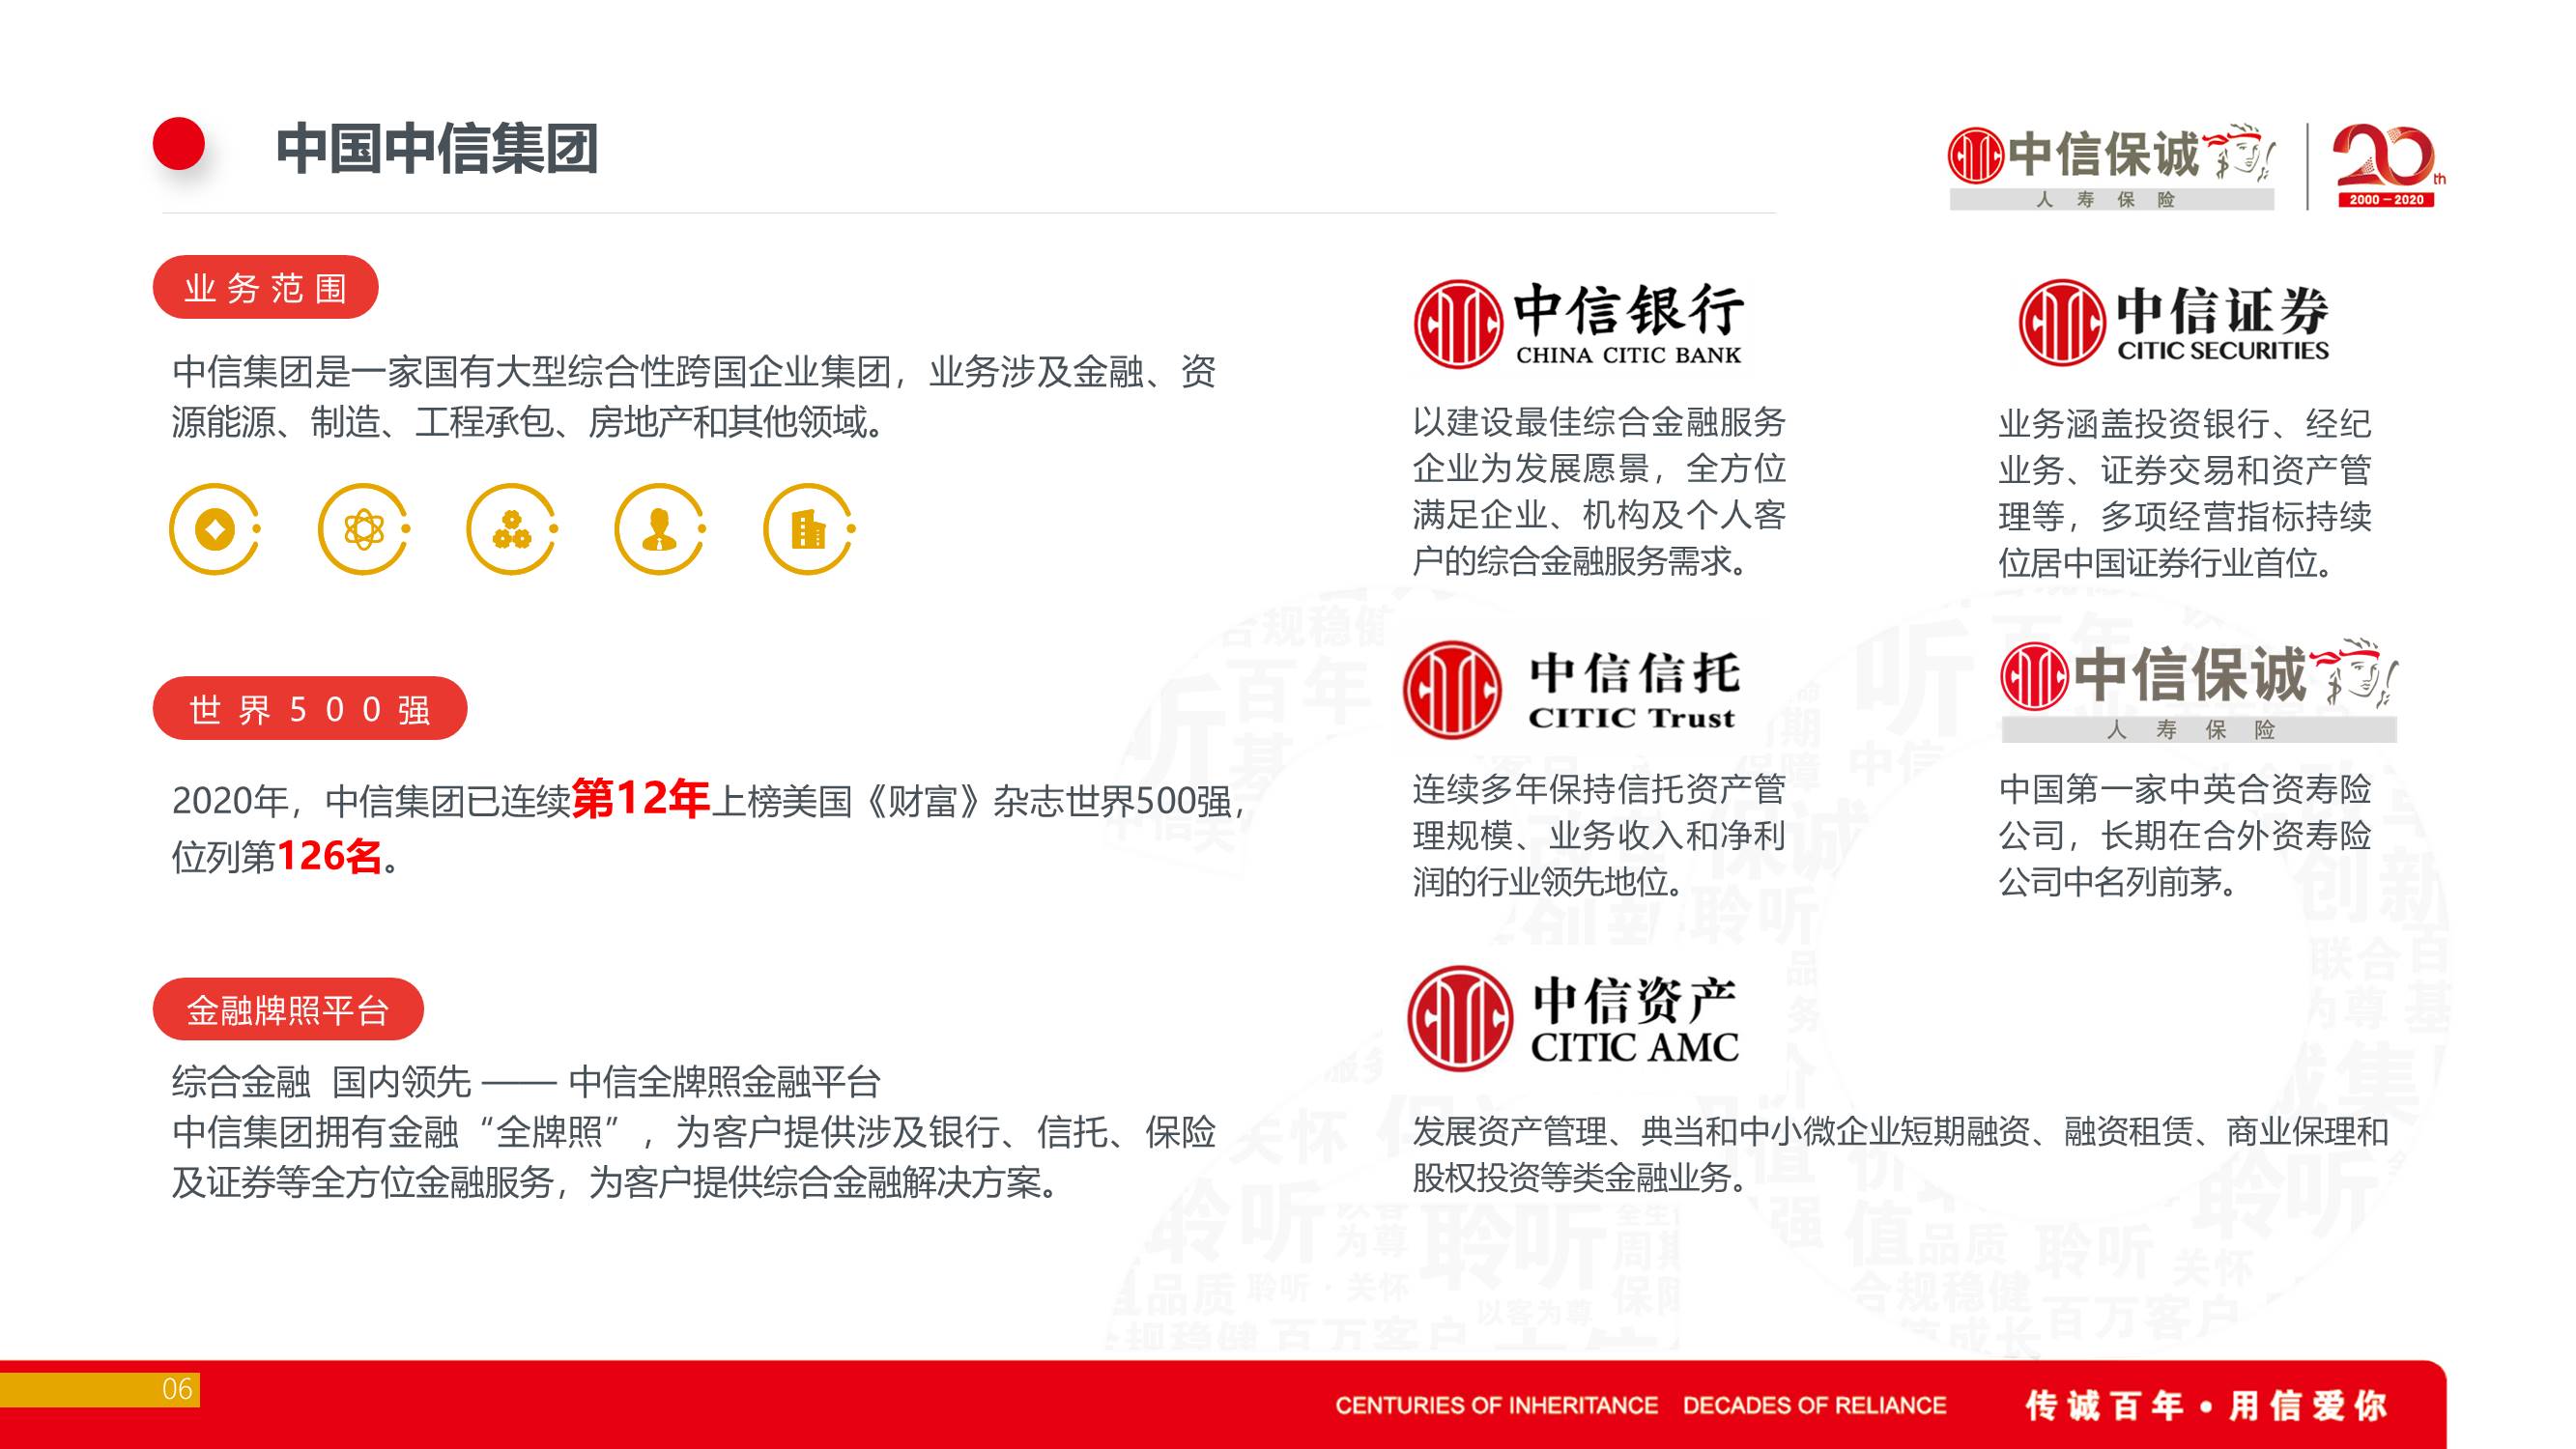 中国中信集团
中信保诚
人寿保险
20th
2000－2020
业务范围
中信集团是一家国有大型综合性跨国企业集团，业务涉及金融、资
源能源、制造、工程承包、房地产和其他领域。
世界500强
2020年，中信集团已连续第12年上榜美国《财富》杂志世界500强，
位列第126名。
金融牌照平台
综合金融 国内领先 —— 中信全牌照金融平台
中信集团拥有金融“全牌照”，为客户提供涉及银行、信托、保险
及证券等全方位金融服务，为客户提供综合金融解决方案。
中信银行
CHINA CITIC BANK
以建设最佳综合金融服务
企业为发展愿景，全方位
满足企业、机构及个人客
户的综合金融服务需求。
中信证券
CITIC SECURITIES
业务涵盖投资银行、经纪
业务、证券交易和资产管
理等，多项经营指标持续
位居中国证券行业首位。
中信信托
CITIC Trust
连续多年保持信托资产管
理规模、业务收入和净利
润的行业领先地位。
中信保诚
人寿保险
中国第一家中英合资寿险
公司，长期在合外资寿险
公司中名列前茅。
中信资产
CITIC AMC
发展资产管理、典当和中小微企业短期融资、融资租赁、商业保理和
股权投资等类金融业务。
06
CENTURIES OF INHERITANCE DECADES OF RELIANCE
传诚百年•用信爱你